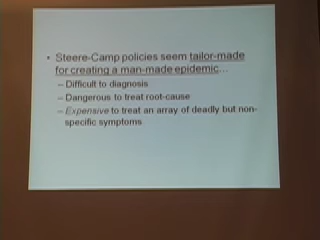 • Steere-Camp policies seem tailor-made
for creating a man-made epidemic...
– Difficult to diagnosis
– Dangerous to treat root-cause
– Expensive to treat an array of deadly but non-
specific symptoms